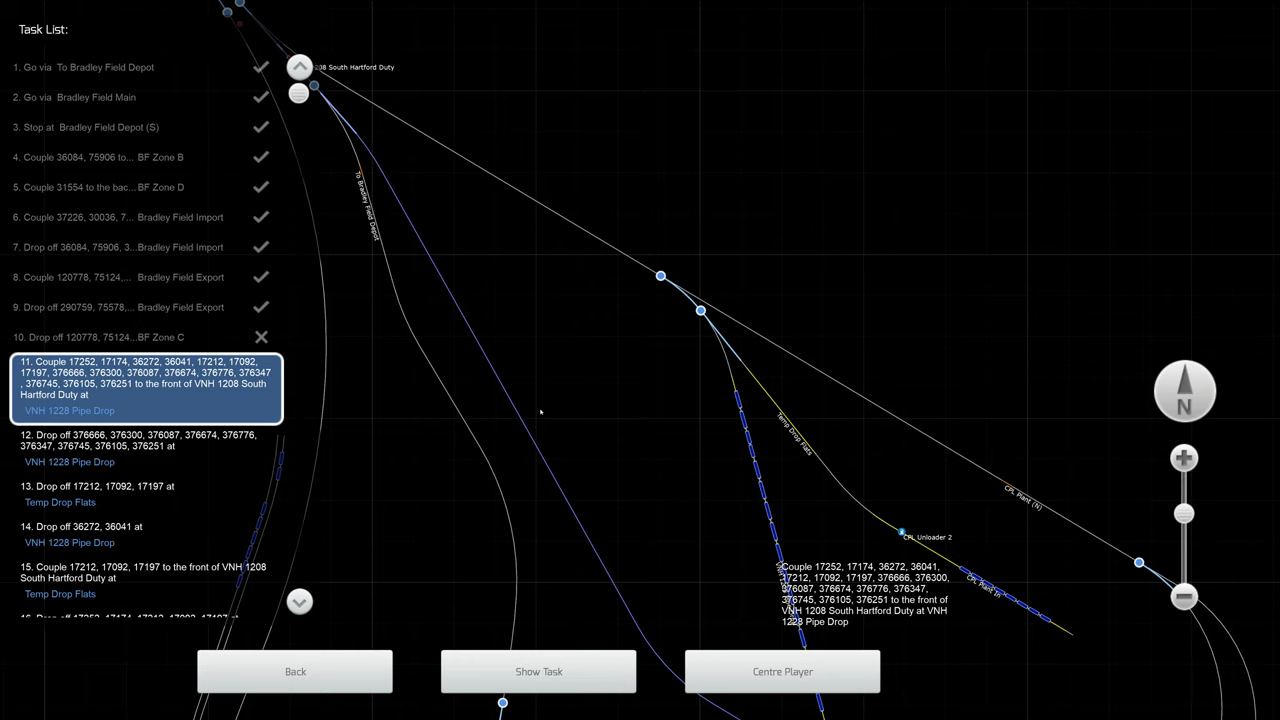 Task List:
208 South Hartford Duty
1. Go via  To Bradley Field Depot
2. Go via  Bradley Field Main
3. Stop at  Bradley Field Depot (S)
4. Couple 36084, 75906 to... BF Zone B
5. Couple 31554 to the bac... BF Zone D
6. Couple 37226, 30036, 7... Bradley Field Import
7. Drop off 36084, 75906, 3...Bradley Field Import
8. Couple 120778, 75124,... Bradley Field Export
9. Drop off 290759, 75578,... Bradley Field Export
10. Drop off 120778, 75124...BF Zone C
11. Couple 17252, 17174, 36272, 36041, 17212, 17092,
17197, 376666, 376300, 376087, 376674, 376776, 376347
, 376745, 376105, 376251 to the front of VNH 1208 South
Hartford Duty at
VNH 1228 Pipe Drop
12. Drop off 376666, 376300, 376087, 376674, 376776,
376347, 376745, 376105, 376251 at
VNH 1228 Pipe Drop
13. Drop off 17212, 17092, 17197 at
Temp Drop Flats
14. Drop off 36272, 36041 at
VNH 1228 Pipe Drop
15. Couple 17212, 17092, 17197 to the front of VNH 1208
South Hartford Duty at
Temp Drop Flats
To Bradley Field Depot
Temp Drop Flats
CPL Plant (N)
CPL Unloader 2
CPL Plant In
Couple 17252, 17174, 36272, 36041,
17212, 17092, 17197, 376666, 376300,
376087, 376674, 376776, 376347,
376745, 376105, 376251 to the front of
VNH 1208 South Hartford Duty at VNH
1228 Pipe Drop
N
Back
Show Task
Centre Player